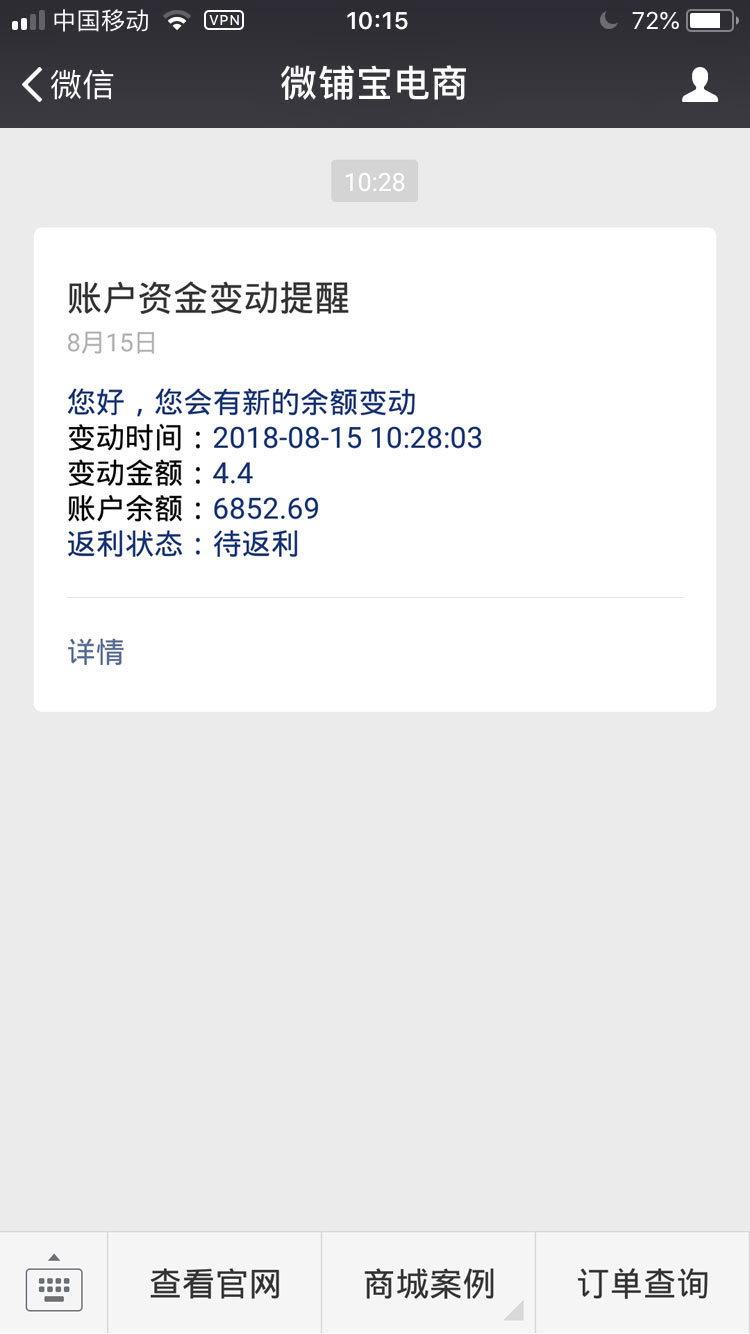 中国移动 VPN 10:15 72%
微信 微铺宝电商
10:28
账户资金变动提醒
8月15日
您好，您会有新的余额变动
变动时间：2018-08-15 10:28:03
变动金额：4.4
账户余额：6852.69
返利状态：待返利
详情
查看官网 商城案例 订单查询